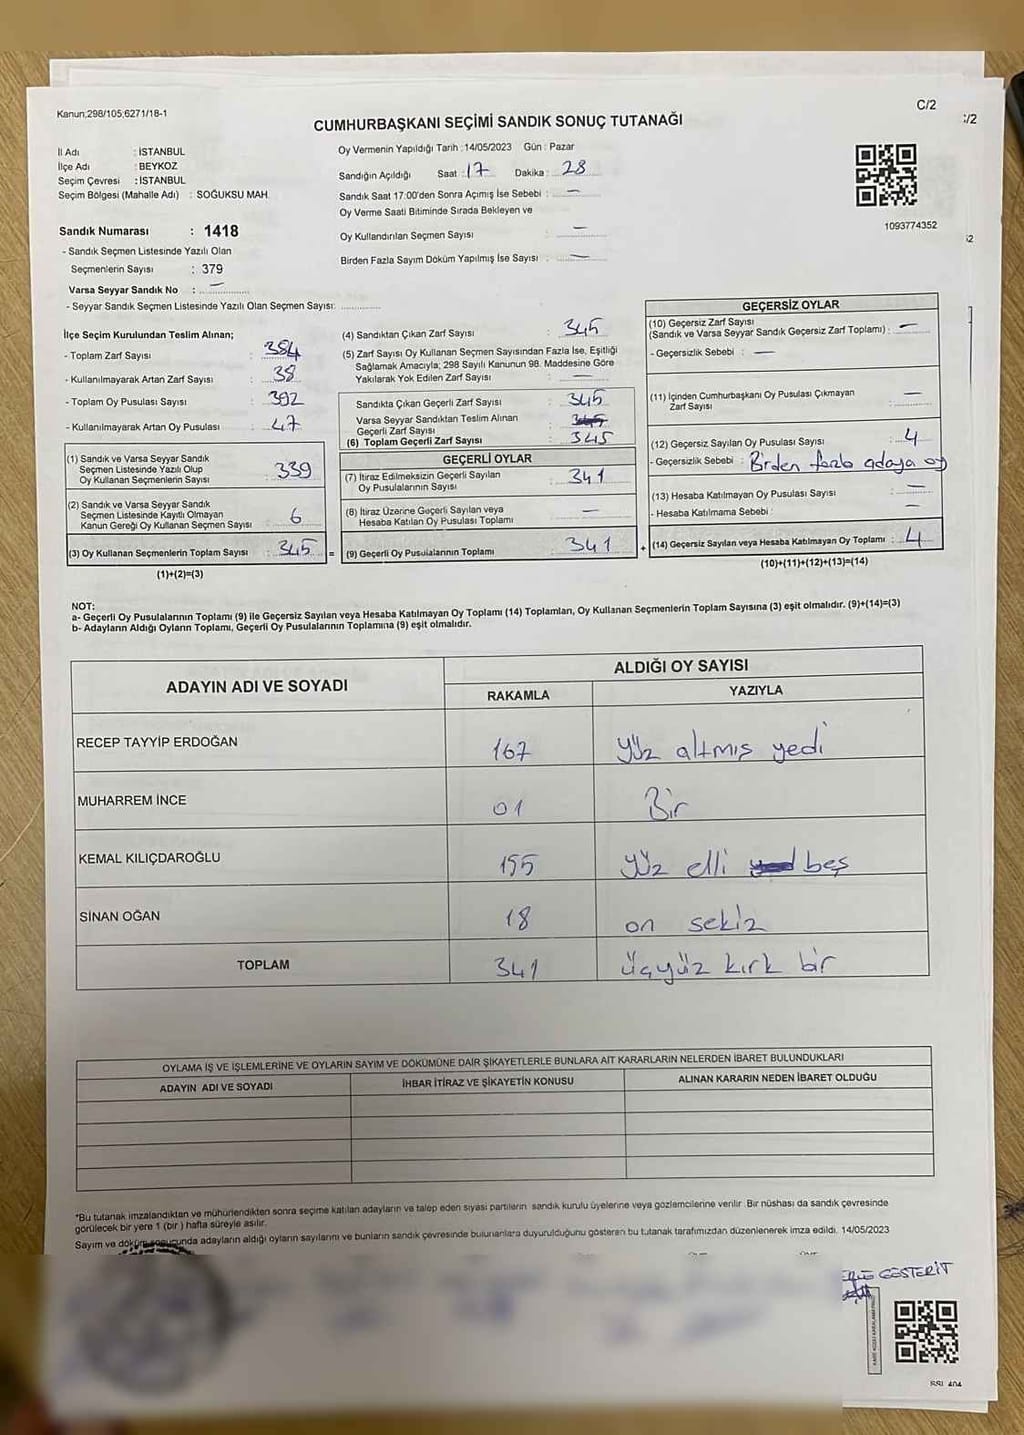 Kanun;298/105;6271/18-1
C/2
:/2
CUMHURBAŞKANI SEÇİMİ SANDIK SONUÇ TUTANAĞI
İl Adı : İSTANBUL
İlçe Adı : BEYKOZ
Seçim Çevresi : İSTANBUL
Seçim Bölgesi (Mahalle Adı) : SOĞUKSU MAH.
Oy Vermenin Yapıldığı Tarih :14/05/2023 Gün : Pazar
Sandığın Açıldığı Saat : 17 Dakika : 28
Sandık Saat 17:00'den Sonra Açımış İse Sebebi : —
Oy Verme Saati Bitiminde Sırada Bekleyen ve
Oy Kullandırılan Seçmen Sayısı : —
Birden Fazla Sayım Döküm Yapılmış İse Sayısı : —
1093774352
Sandık Numarası : 1418
- Sandık Seçmen Listesinde Yazılı Olan
Seçmenlerin Sayısı : 379
Varsa Seyyar Sandık No : —
- Seyyar Sandık Seçmen Listesinde Yazılı Olan Seçmen Sayısı:
İlçe Seçim Kurulundan Teslim Alınan;
- Toplam Zarf Sayısı : 384
- Kullanılmayarak Artan Zarf Sayısı : 38
- Toplam Oy Pusulası Sayısı : 392
- Kullanılmayarak Artan Oy Pusulası : 47
(1) Sandık ve Varsa Seyyar Sandık
Seçmen Listesinde Yazılı Olup
Oy Kullanan Seçmenlerin Sayısı : 339
(2) Sandık ve Varsa Seyyar Sandık
Seçmen Listesinde Kayıtlı Olmayan
Kanun Gereği Oy Kullanan Seçmen Sayısı : 6
(3) Oy Kullanan Seçmenlerin Toplam Sayısı : 345 =
(1)+(2)=(3)
(4) Sandıktan Çıkan Zarf Sayısı : 345
(5) Zarf Sayısı Oy Kullanan Seçmen Sayısından Fazla İse, Eşitliği
Sağlamak Amacıyla; 298 Sayılı Kanunun 98. Maddesine Göre
Yakılarak Yok Edilen Zarf Sayısı : —
Sandıkta Çıkan Geçerli Zarf Sayısı : 345
Varsa Seyyar Sandıktan Teslim Alınan
Geçerli Zarf Sayısı
(6) Toplam Geçerli Zarf Sayısı : 345
GEÇERLİ OYLAR
(7) İtiraz Edilmeksizin Geçerli Sayılan
Oy Pusulalarının Sayısı : 341
(8) İtiraz Üzerine Geçerli Sayılan veya
Hesaba Katılan Oy Pusulası Toplamı : —
(9) Geçerli Oy Pusulalarının Toplamı : 341 +
GEÇERSİZ OYLAR
(10) Geçersiz Zarf Sayısı
(Sandık ve Varsa Seyyar Sandık Geçersiz Zarf Toplamı) : —
- Geçersizlik Sebebi : —
(11) İçinden Cumhurbaşkanı Oy Pusulası Çıkmayan
Zarf Sayısı : —
(12) Geçersiz Sayılan Oy Pusulası Sayısı : 4
- Geçersizlik Sebebi : Birden fazla adaya oy
(13) Hesaba Katılmayan Oy Pusulası Sayısı : —
- Hesaba Katılmama Sebebi :
(14) Geçersiz Sayılan veya Hesaba Katılmayan Oy Toplamı : 4
(10)+(11)+(12)+(13)=(14)
NOT:
a- Geçerli Oy Pusulalarının Toplamı (9) ile Geçersiz Sayılan veya Hesaba Katılmayan Oy Toplamı (14) Toplamları, Oy Kullanan Seçmenlerin Toplam Sayısına (3) eşit olmalıdır. (9)+(14)=(3)
b- Adayların Aldığı Oyların Toplamı, Geçerli Oy Pusulalarının Toplamına (9) eşit olmalıdır.
ADAYIN ADI VE SOYADI
ALDIĞI OY SAYISI
RAKAMLA YAZIYLA
RECEP TAYYİP ERDOĞAN 167 yüz altmış yedi
MUHARREM İNCE 01 Bir
KEMAL KILIÇDAROĞLU 155 yüz elli beş
SİNAN OĞAN 18 on sekiz
TOPLAM 341 üçyüz kırk bir
OYLAMA İŞ VE İŞLEMLERİNE VE OYLARIN SAYIM VE DÖKÜMÜNE DAİR ŞİKAYETLERLE BUNLARA AİT KARARLARIN NELERDEN İBARET BULUNDUKLARI
ADAYIN ADI VE SOYADI İHBAR İTİRAZ VE ŞİKAYETİN KONUSU ALINAN KARARIN NEDEN İBARET OLDUĞU
*Bu tutanak imzalandıktan ve mühürlendikten sonra seçime katılan adayların ve talep eden siyasi partilerin sandık kurulu üyelerine veya gözlemcilerine verilir. Bir nüshası da sandık çevresinde
görülecek bir yere 1 (bir ) hafta süreyle asılır.
Sayım ve döküm sonucunda adayların aldığı oyların sayılarını ve bunların sandık çevresinde bulunanlara duyurulduğunu gösteren bu tutanak tarafımızdan düzenlenerek imza edildi. 14/05/2023
GÖSTERİT